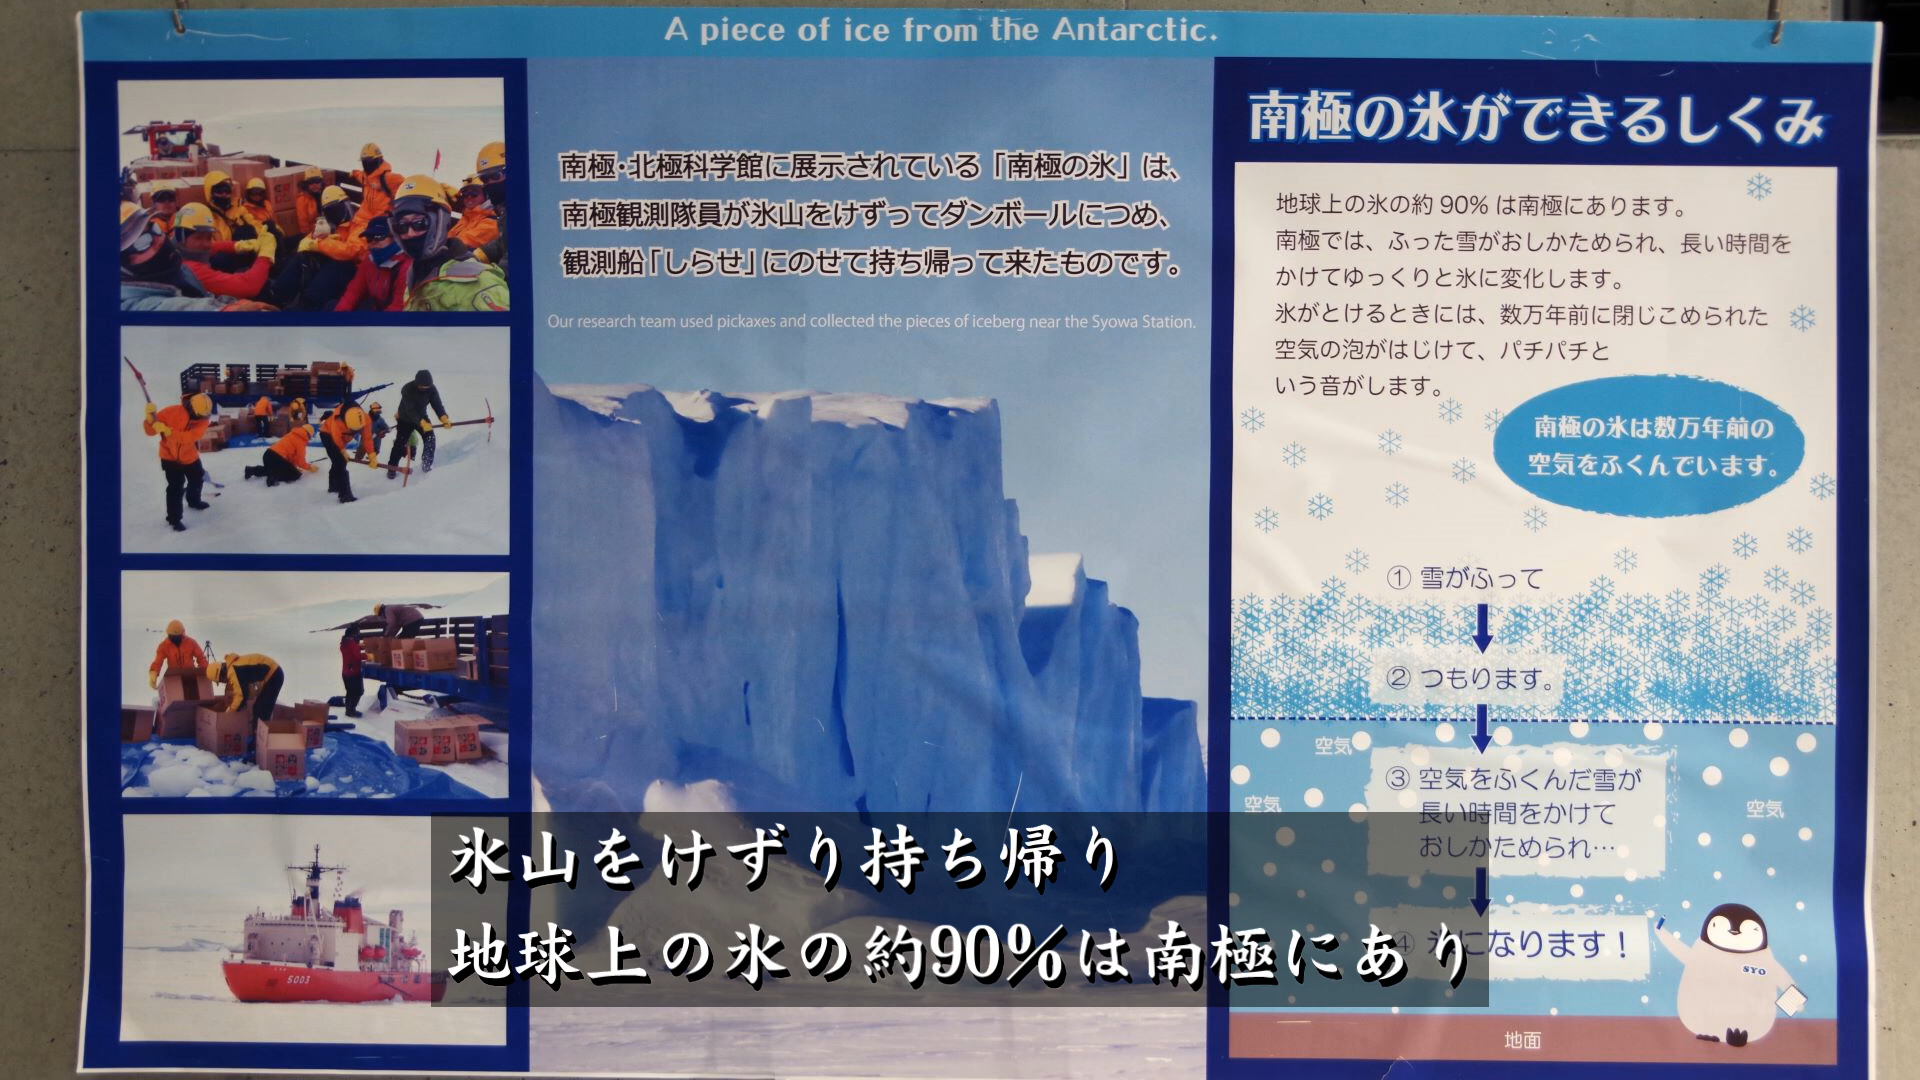 A piece of ice from the Antarctic.
南極・北極科学館に展示されている「南極の氷」は、
南極観測隊員が氷山をけずってダンボールにつめ、
観測船「しらせ」にのせて持ち帰って来たものです。
Our research team used pickaxes and collected the pieces of iceberg near the Syowa Station.
南極の氷ができるしくみ
地球上の氷の約90%は南極にあります。
南極では、ふった雪がおしかためられ、長い時間を
かけてゆっくりと氷に変化します。
氷がとけるときには、数万年前に閉じこめられた
空気の泡がはじけて、パチパチと
いう音がします。
南極の氷は数万年前の
空気をふくんでいます。
① 雪がふって
② つもります。
空気
空気
空気
③ 空気をふくんだ雪が
長い時間をかけて
おしかためられ…
④ 氷になります！
SYO
地面
5003
氷山をけずり持ち帰り
地球上の氷の約90%は南極にあり